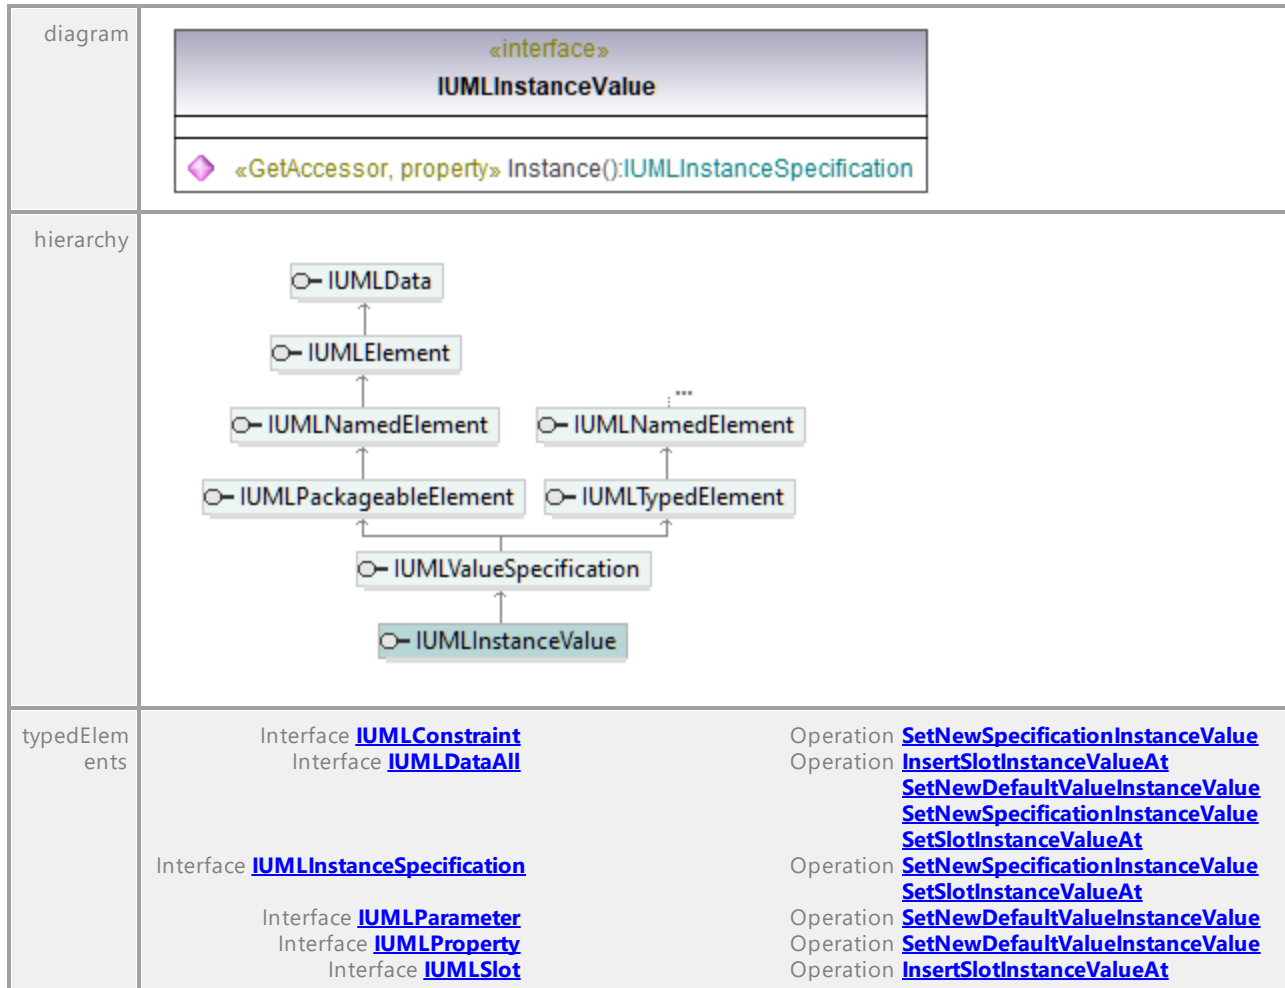 diagram
«interface»
IUMLInstanceValue
«GetAccessor, property» Instance():IUMLInstanceSpecification
hierarchy
IUMLData
IUMLElement
...
IUMLNamedElement IUMLNamedElement
IUMLPackageableElement IUMLTypedElement
IUMLValueSpecification
IUMLInstanceValue
typedElem
ents
Interface IUMLConstraint Operation SetNewSpecificationInstanceValue
Interface IUMLDataAll Operation InsertSlotInstanceValueAt
SetNewDefaultValueInstanceValue
SetNewSpecificationInstanceValue
SetSlotInstanceValueAt
Interface IUMLInstanceSpecification Operation SetNewSpecificationInstanceValue
SetSlotInstanceValueAt
Interface IUMLParameter Operation SetNewDefaultValueInstanceValue
Interface IUMLProperty Operation SetNewDefaultValueInstanceValue
Interface IUMLSlot Operation InsertSlotInstanceValueAt